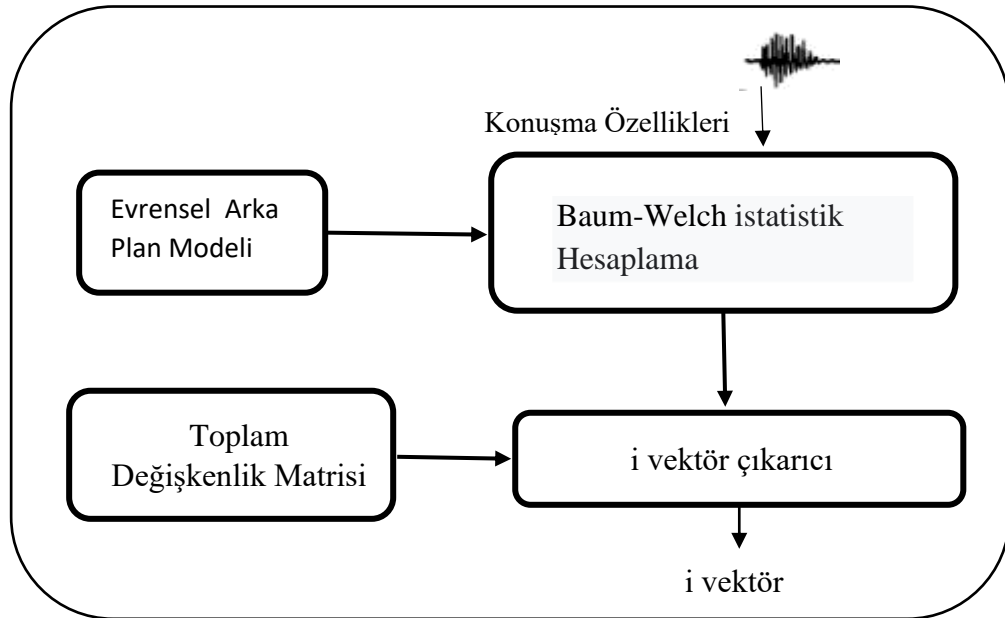 Konuşma Özellikleri
Evrensel Arka
Plan Modeli
Baum-Welch istatistik
Hesaplama
Toplam
Değişkenlik Matrisi
i vektör çıkarıcı
i vektör